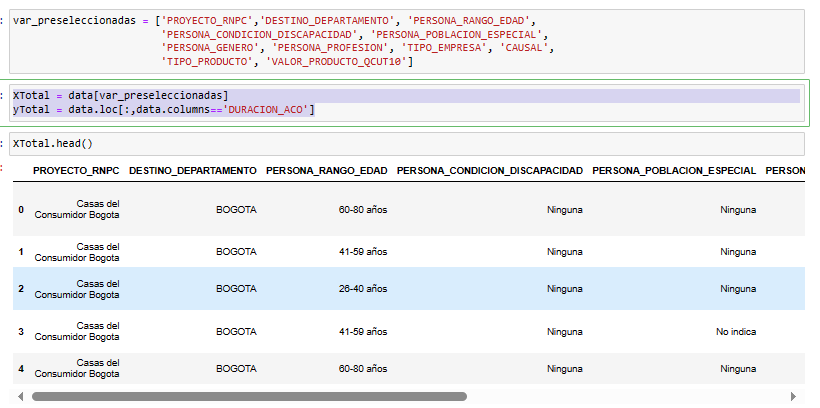 : var_preseleccionadas = ['PROYECTO_RNPC','DESTINO_DEPARTAMENTO', 'PERSONA_RANGO_EDAD',
'PERSONA_CONDICION_DISCAPACIDAD', 'PERSONA_POBLACION_ESPECIAL',
'PERSONA_GENERO', 'PERSONA_PROFESION', 'TIPO_EMPRESA', 'CAUSAL',
'TIPO_PRODUCTO', 'VALOR_PRODUCTO_QCUT10']
: XTotal = data[var_preseleccionadas]
yTotal = data.loc[:,data.columns=='DURACION_ACO']
: XTotal.head()
:
PROYECTO_RNPC DESTINO_DEPARTAMENTO PERSONA_RANGO_EDAD PERSONA_CONDICION_DISCAPACIDAD PERSONA_POBLACION_ESPECIAL PERSON
0 Casas del Consumidor Bogota BOGOTA 60-80 años Ninguna Ninguna
1 Casas del Consumidor Bogota BOGOTA 41-59 años Ninguna Ninguna
2 Casas del Consumidor Bogota BOGOTA 26-40 años Ninguna Ninguna
3 Casas del Consumidor Bogota BOGOTA 41-59 años Ninguna No indica
4 Casas del Consumidor Bogota BOGOTA 60-80 años Ninguna Ninguna